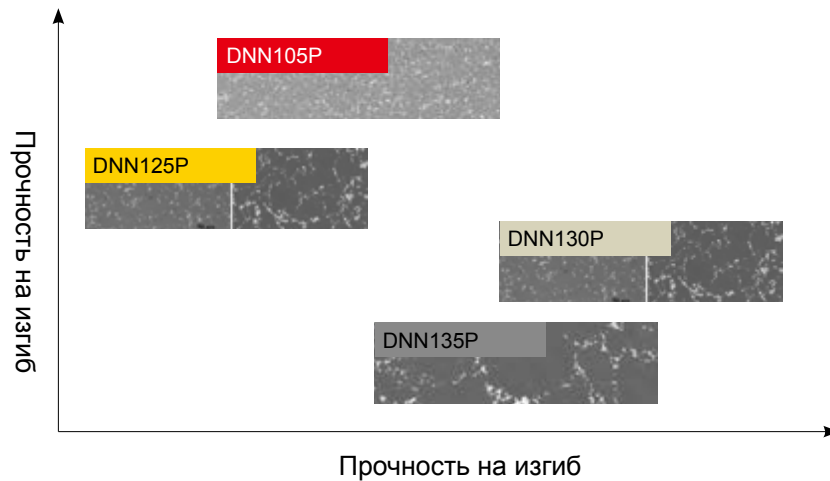 DNN105P
DNN125P
DNN130P
DNN135P
Прочность на изгиб
Прочность на изгиб